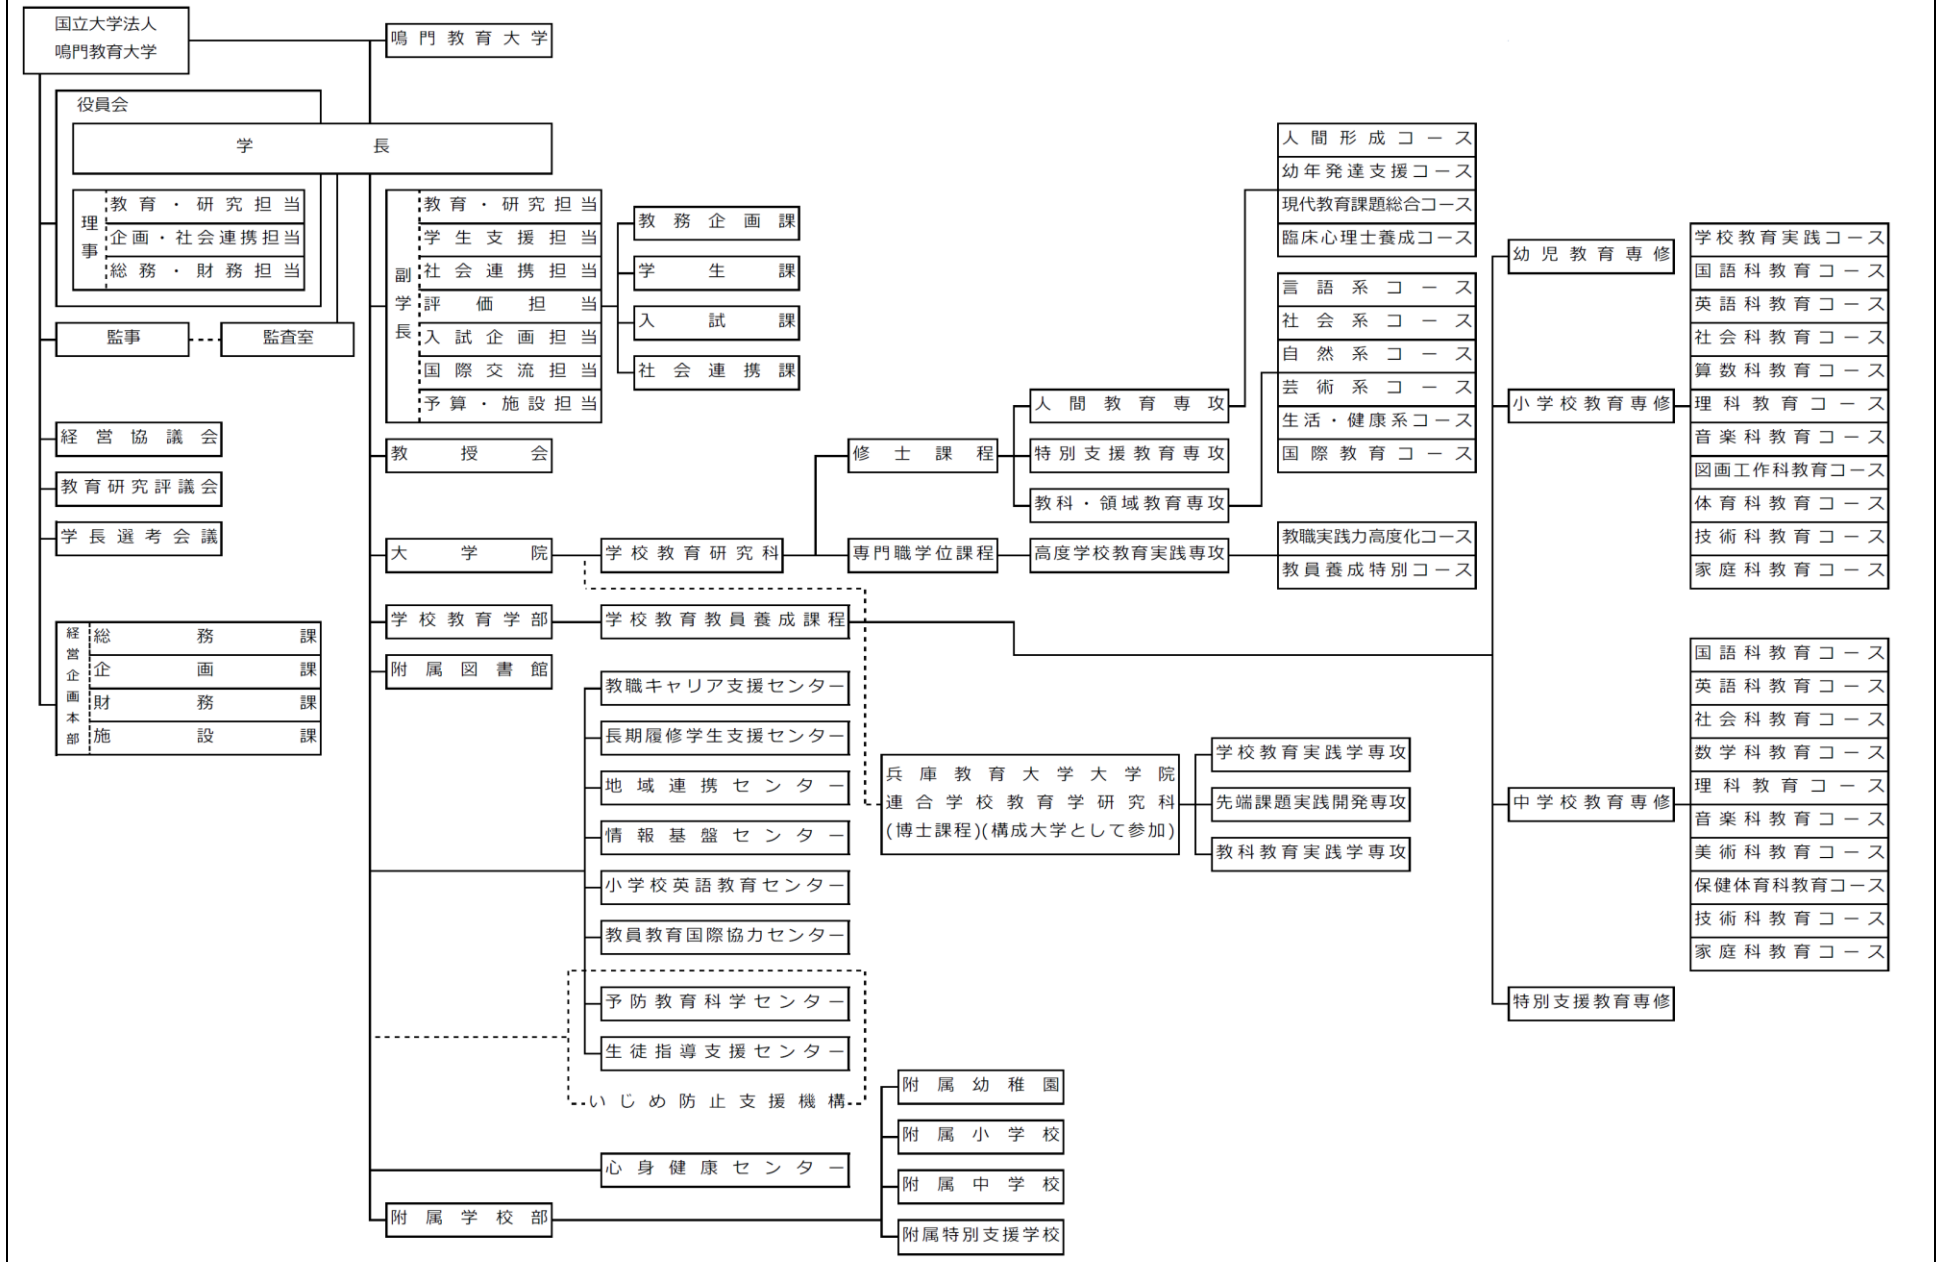 国立大学法人
鳴門教育大学
鳴門教育大学
役員会
学長
理事
教育・研究担当
企画・社会連携担当
総務・財務担当
監事
監査室
経営協議会
教育研究評議会
学長選考会議
経営企画本部
総務課
企画課
財務課
施設課
副学長
教育・研究担当
学生支援担当
社会連携担当
評価担当
入試企画担当
国際交流担当
予算・施設担当
教務企画課
学生課
入試課
社会連携課
教授会
大学院
学校教育研究科
修士課程
人間教育専攻
特別支援教育専攻
教科・領域教育専攻
専門職学位課程
高度学校教育実践専攻
人間形成コース
幼年発達支援コース
現代教育課題総合コース
臨床心理士養成コース
言語系コース
社会系コース
自然系コース
芸術系コース
生活・健康系コース
国際教育コース
教職実践力高度化コース
教員養成特別コース
学校教育学部
学校教育教員養成課程
幼児教育専修
小学校教育専修
学校教育実践コース
国語科教育コース
英語科教育コース
社会科教育コース
算数科教育コース
理科教育コース
音楽科教育コース
図画工作科教育コース
体育科教育コース
技術科教育コース
家庭科教育コース
中学校教育専修
国語科教育コース
英語科教育コース
社会科教育コース
数学科教育コース
理科教育コース
音楽科教育コース
美術科教育コース
保健体育科教育コース
技術科教育コース
家庭科教育コース
特別支援教育専修
附属図書館
教職キャリア支援センター
長期履修学生支援センター
地域連携センター
情報基盤センター
小学校英語教育センター
教員教育国際協力センター
予防教育科学センター
生徒指導支援センター
いじめ防止支援機構
兵庫教育大学大学院
連合学校教育学研究科
(博士課程)(構成大学として参加)
学校教育実践学専攻
先端課題実践開発専攻
教科教育実践学専攻
心身健康センター
附属学校部
附属幼稚園
附属小学校
附属中学校
附属特別支援学校